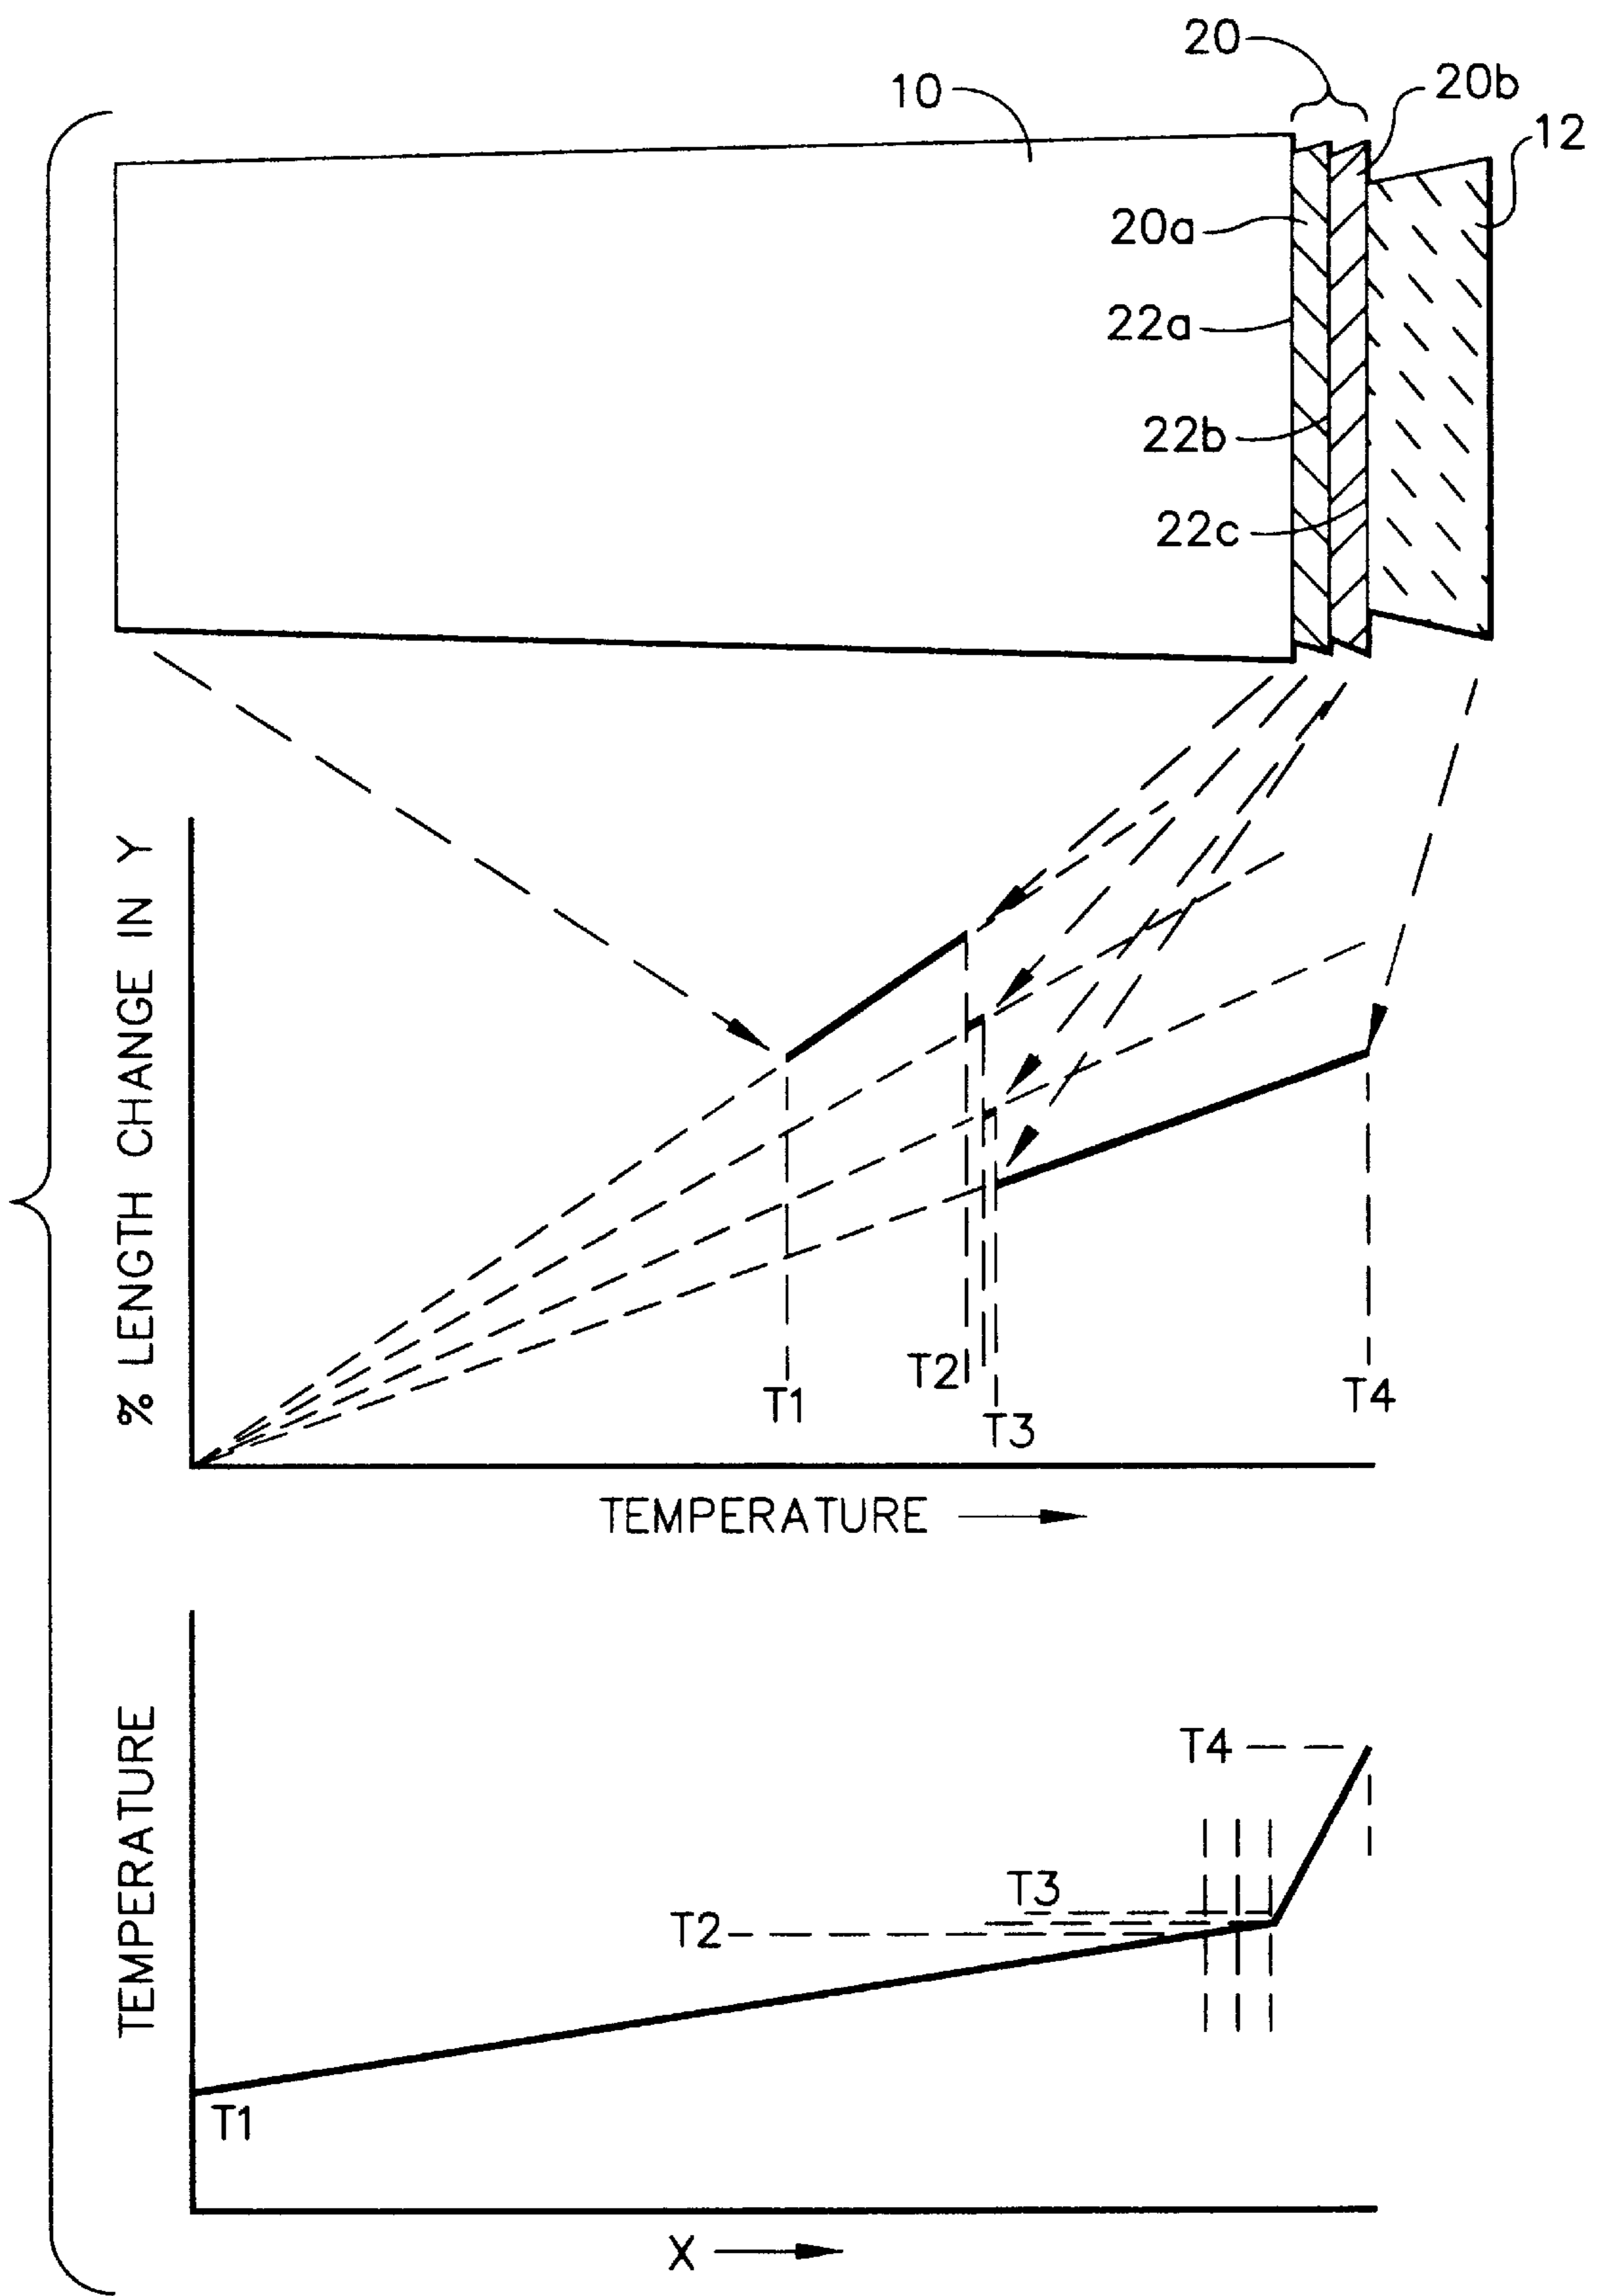 20
10
20b
12
20a
22a
22b
22c
% LENGTH CHANGE IN Y
T1
T2
T3
T4
TEMPERATURE
TEMPERATURE
T4
T3
T2
T1
X